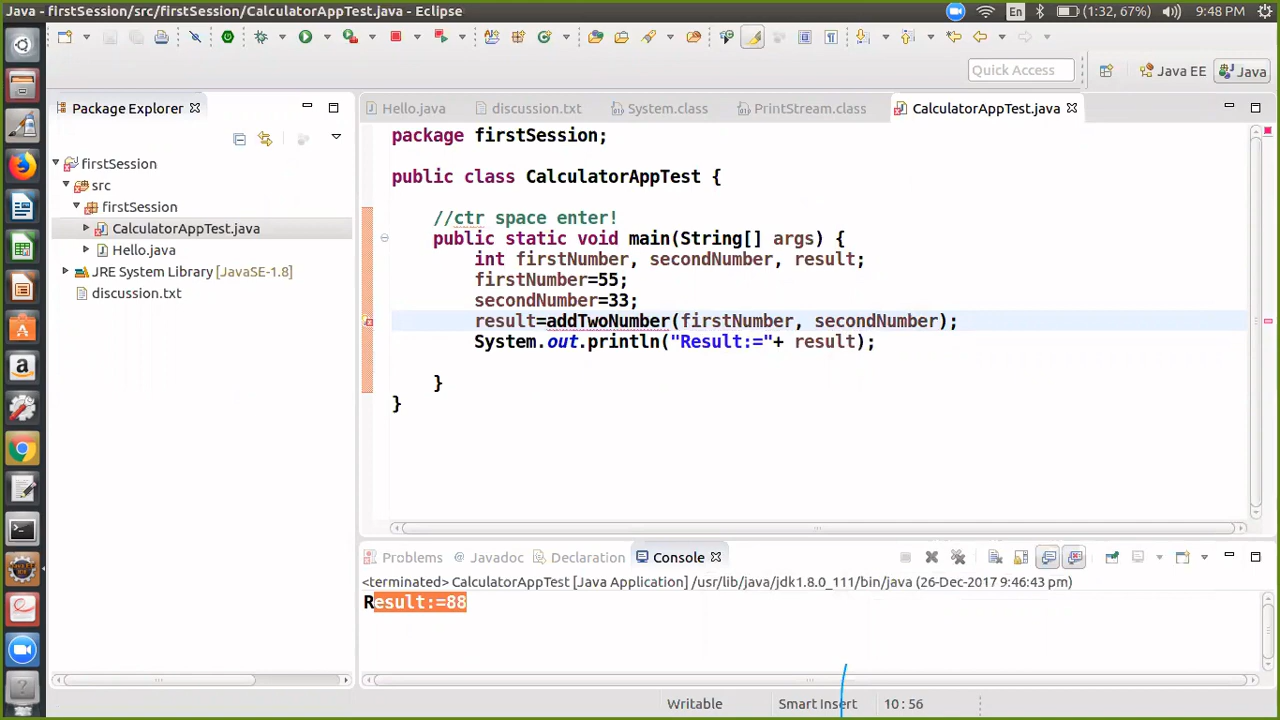 Java - firstSession/src/firstSession/CalculatorAppTest.java - Eclipse
En
(1:32, 67%)
9:48 PM
Quick Access
Java EE
Java
Package Explorer
firstSession
src
firstSession
CalculatorAppTest.java
Hello.java
JRE System Library [JavaSE-1.8]
discussion.txt
Hello.java
discussion.txt
System.class
PrintStream.class
CalculatorAppTest.java
package firstSession;
public class CalculatorAppTest {
//ctr space enter!
public static void main(String[] args) {
int firstNumber, secondNumber, result;
firstNumber=55;
secondNumber=33;
result=addTwoNumber(firstNumber, secondNumber);
System.out.println("Result:="+ result);
}
}
Problems
@ Javadoc
Declaration
Console
<terminated> CalculatorAppTest [Java Application] /usr/lib/java/jdk1.8.0_111/bin/java (26-Dec-2017 9:46:43 pm)
Result:=88
Writable
Smart Insert
10 : 56